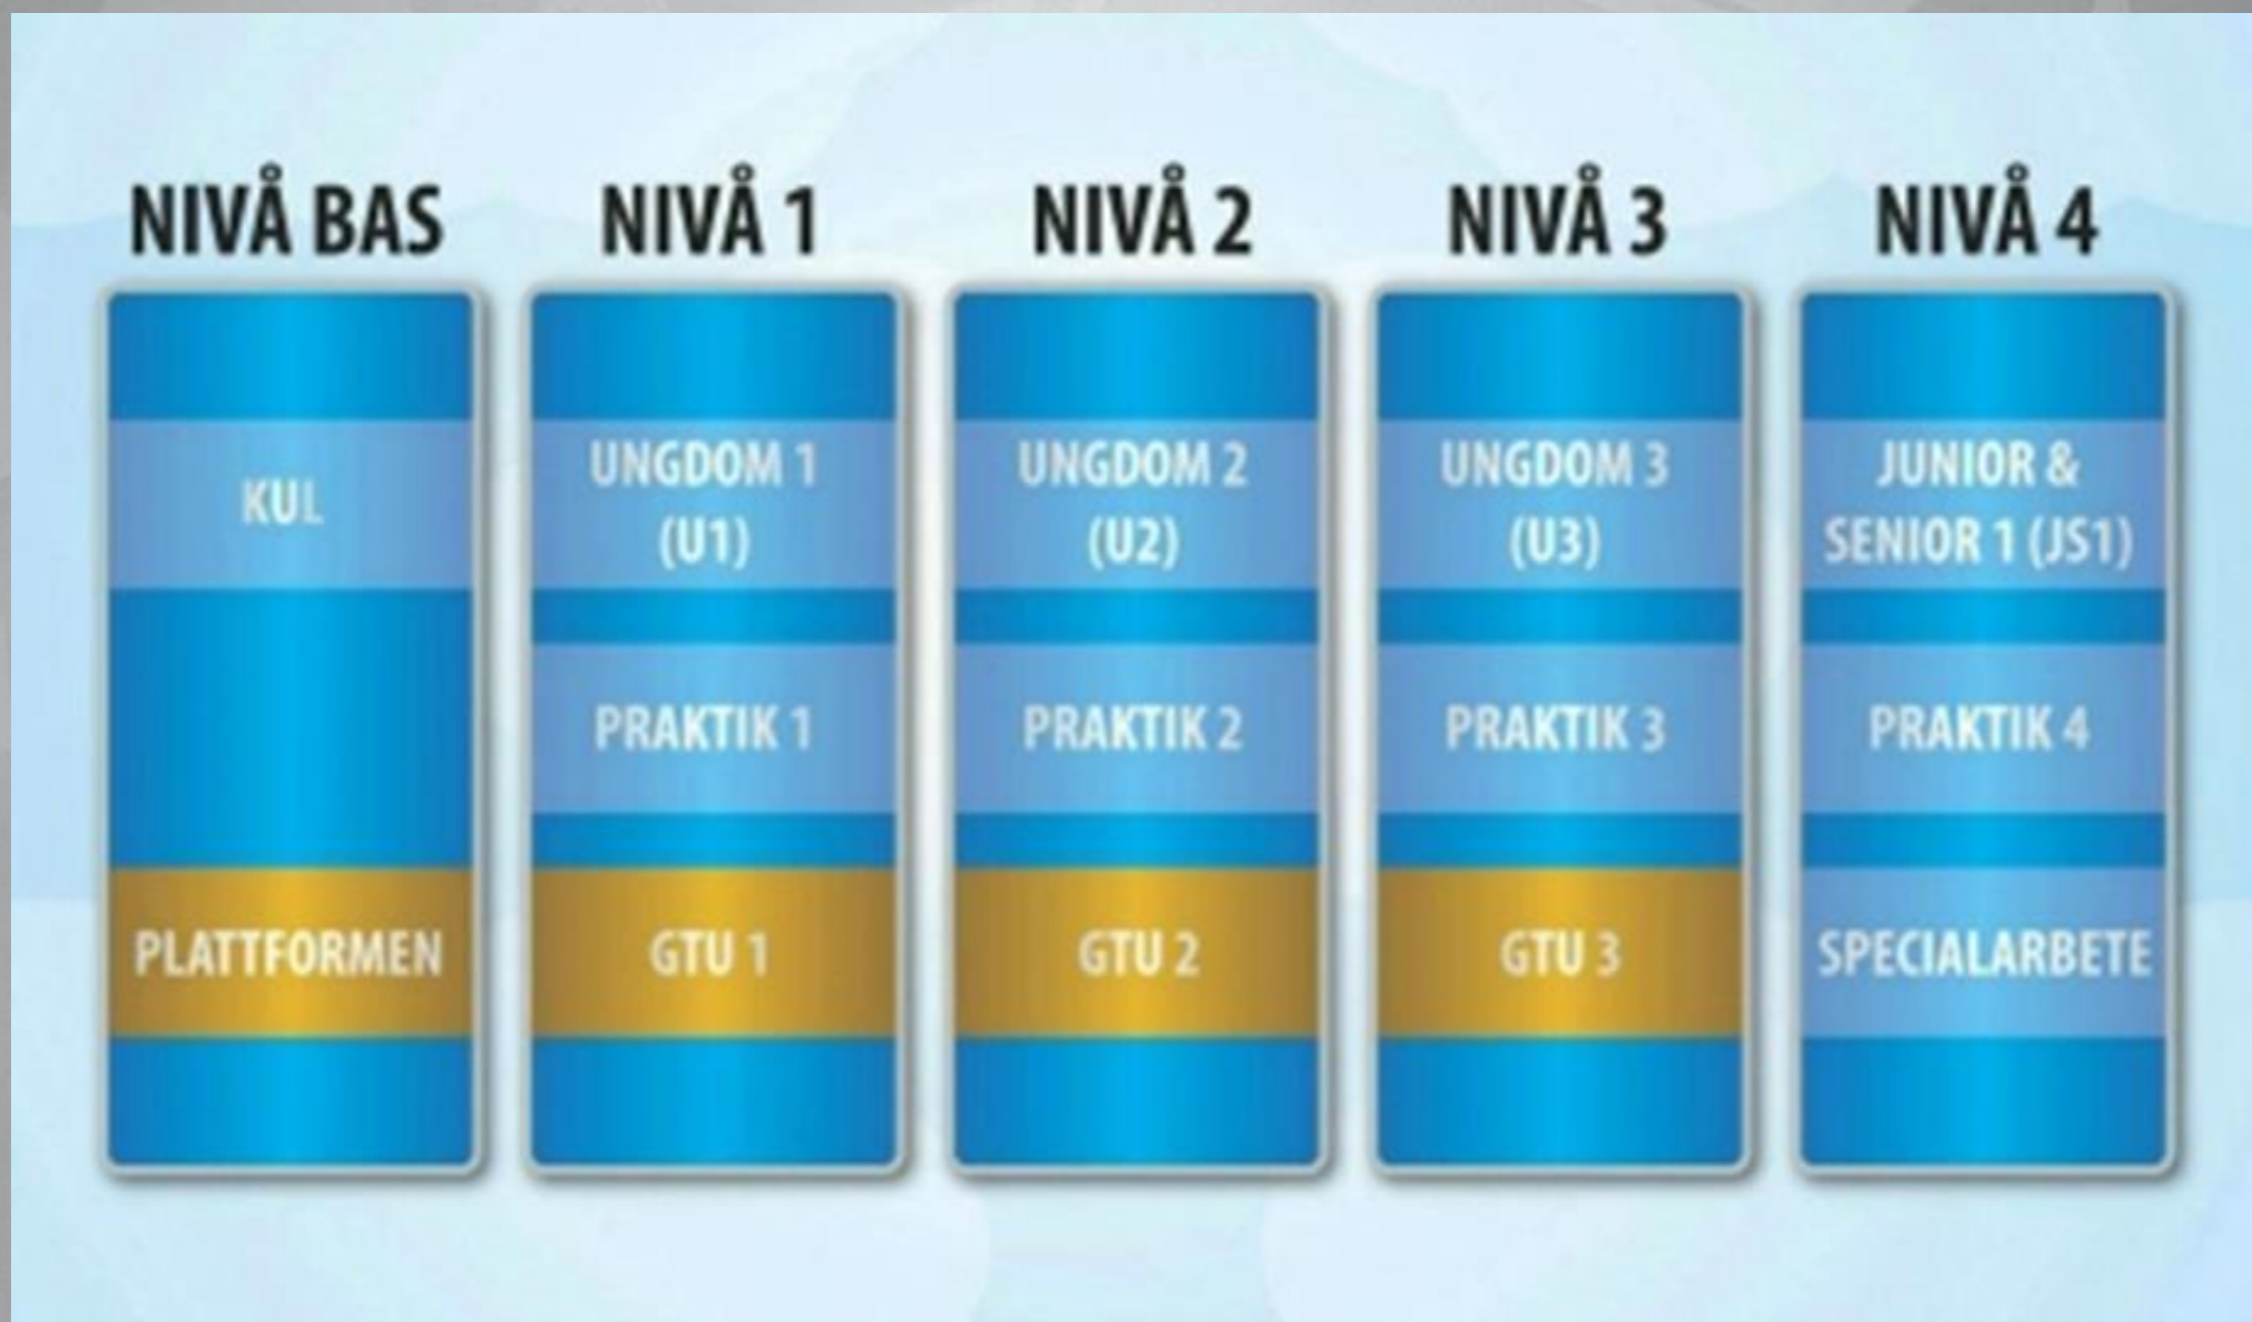 NIVÅ BAS
KUL
PLATTFORMEN
NIVÅ 1
UNGDOM 1
(U1)
PRAKTIK 1
GTU 1
NIVÅ 2
UNGDOM 2
(U2)
PRAKTIK 2
GTU 2
NIVÅ 3
UNGDOM 3
(U3)
PRAKTIK 3
GTU 3
NIVÅ 4
JUNIOR &
SENIOR 1 (JS1)
PRAKTIK 4
SPECIALARBETE